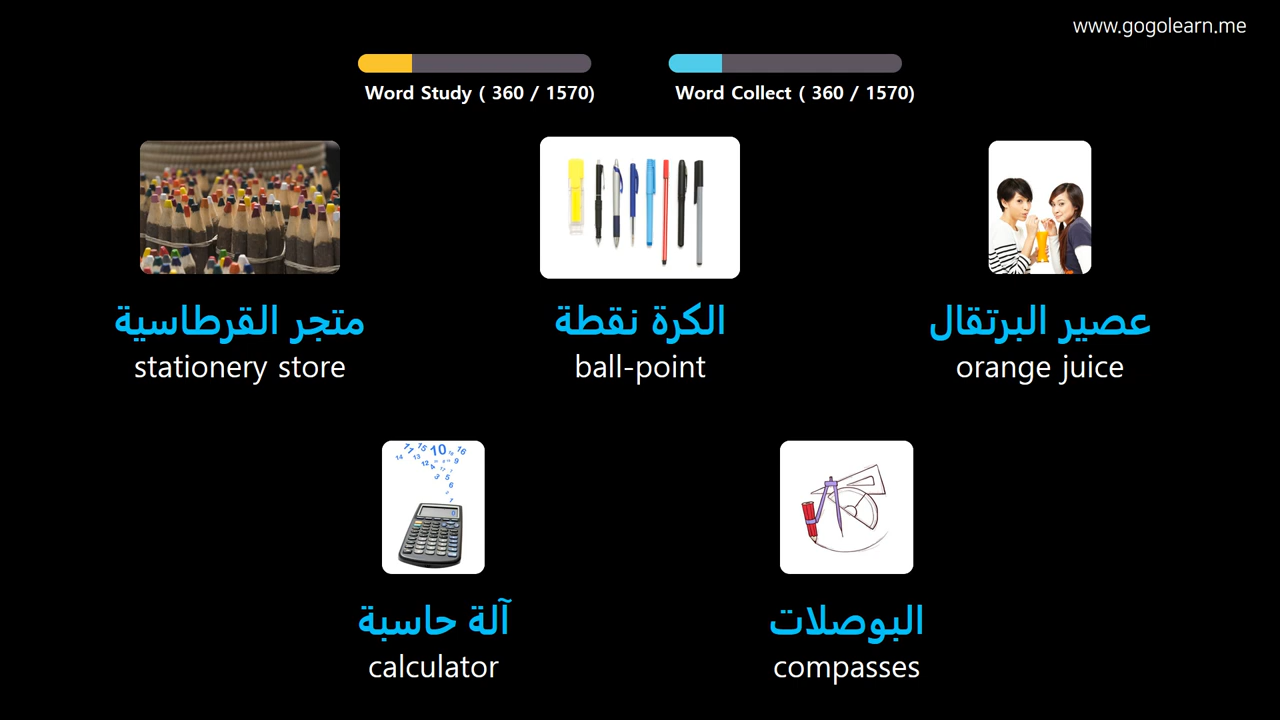 www.gogolearn.me
Word Study ( 360 / 1570)
Word Collect ( 360 / 1570)
متجر القرطاسية
stationery store
الكرة نقطة
ball-point
عصير البرتقال
orange juice
آلة حاسبة
calculator
البوصلات
compasses